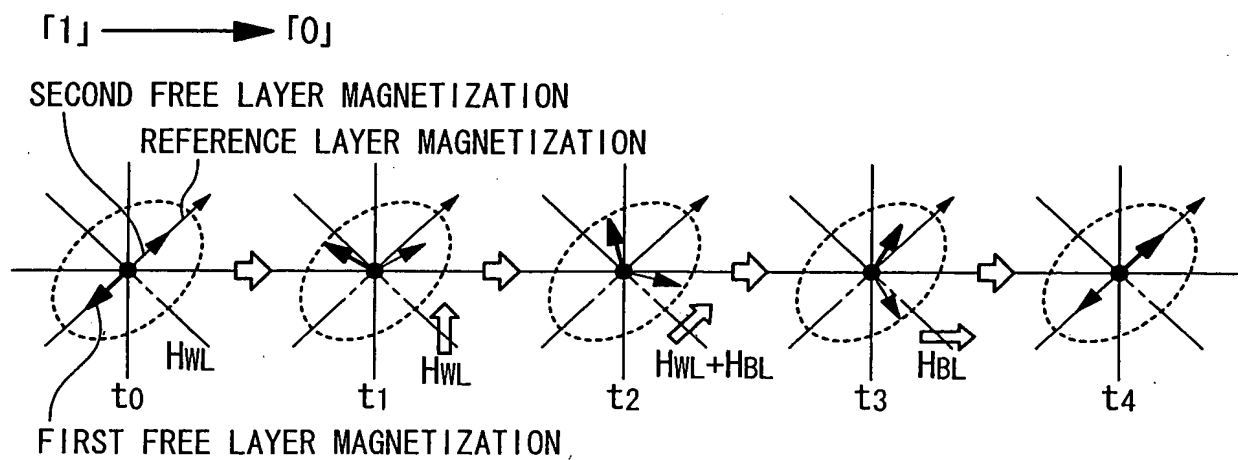 「1」 「0」
SECOND FREE LAYER MAGNETIZATION
REFERENCE LAYER MAGNETIZATION
HWL HWL HWL+HBL HBL
t0 t1 t2 t3 t4
FIRST FREE LAYER MAGNETIZATION